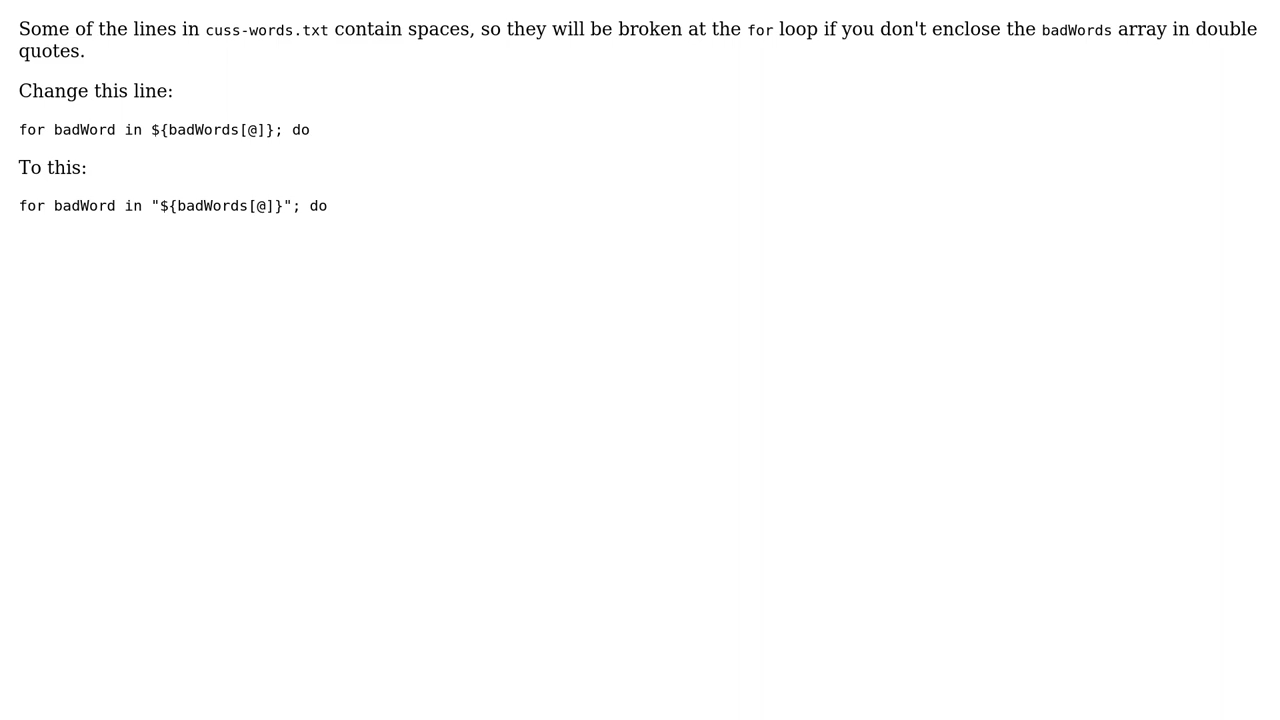 Some of the lines in cuss-words.txt contain spaces, so they will be broken at the for loop if you don't enclose the badWords array in double
quotes.
Change this line:
for badWord in ${badWords[@]}; do
To this:
for badWord in "${badWords[@]}"; do